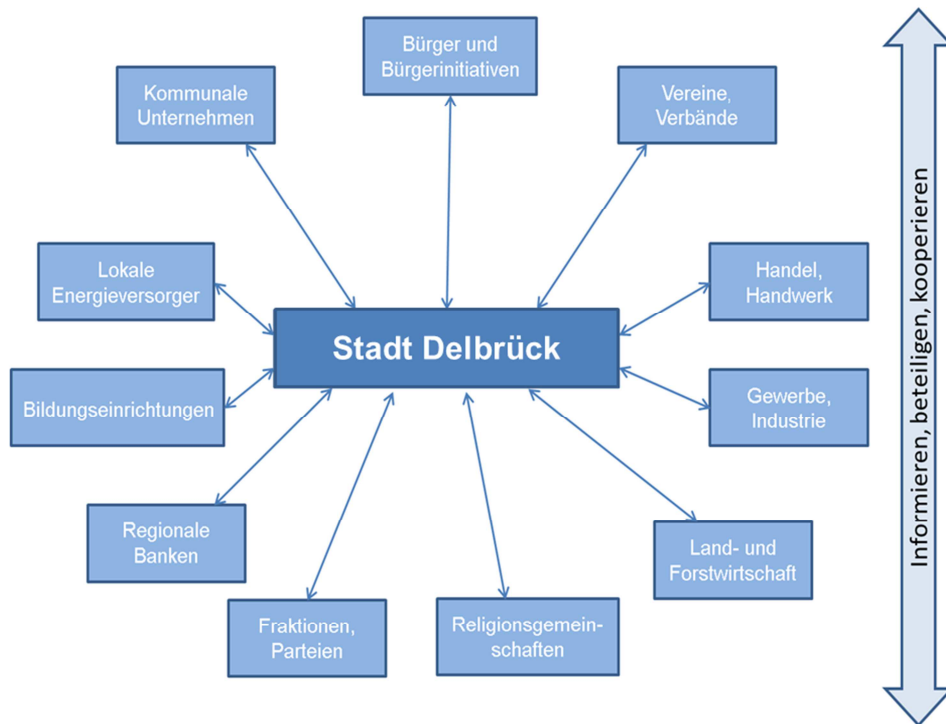 Bürger und
Bürgerinitiativen
Kommunale
Unternehmen
Vereine,
Verbände
Lokale
Energieversorger
Handel,
Handwerk
Stadt Delbrück
Bildungseinrichtungen
Gewerbe,
Industrie
Regionale
Banken
Land- und
Forstwirtschaft
Fraktionen,
Parteien
Religionsgemein-
schaften
Informieren, beteiligen, kooperieren